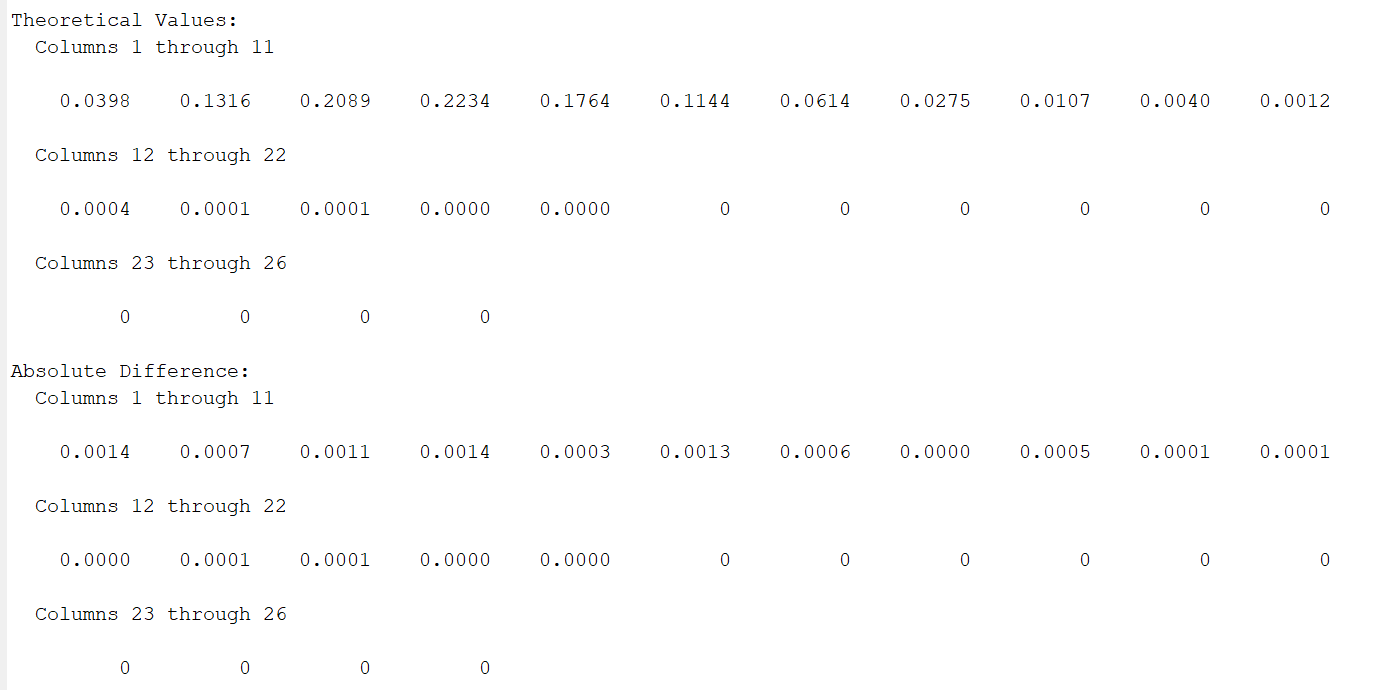 Theoretical Values:
Columns 1 through 11
0.0398 0.1316 0.2089 0.2234 0.1764 0.1144 0.0614 0.0275 0.0107 0.0040 0.0012
Columns 12 through 22
0.0004 0.0001 0.0001 0.0000 0.0000 0 0 0 0 0 0
Columns 23 through 26
0 0 0 0
Absolute Difference:
Columns 1 through 11
0.0014 0.0007 0.0011 0.0014 0.0003 0.0013 0.0006 0.0000 0.0005 0.0001 0.0001
Columns 12 through 22
0.0000 0.0001 0.0001 0.0000 0.0000 0 0 0 0 0 0
Columns 23 through 26
0 0 0 0